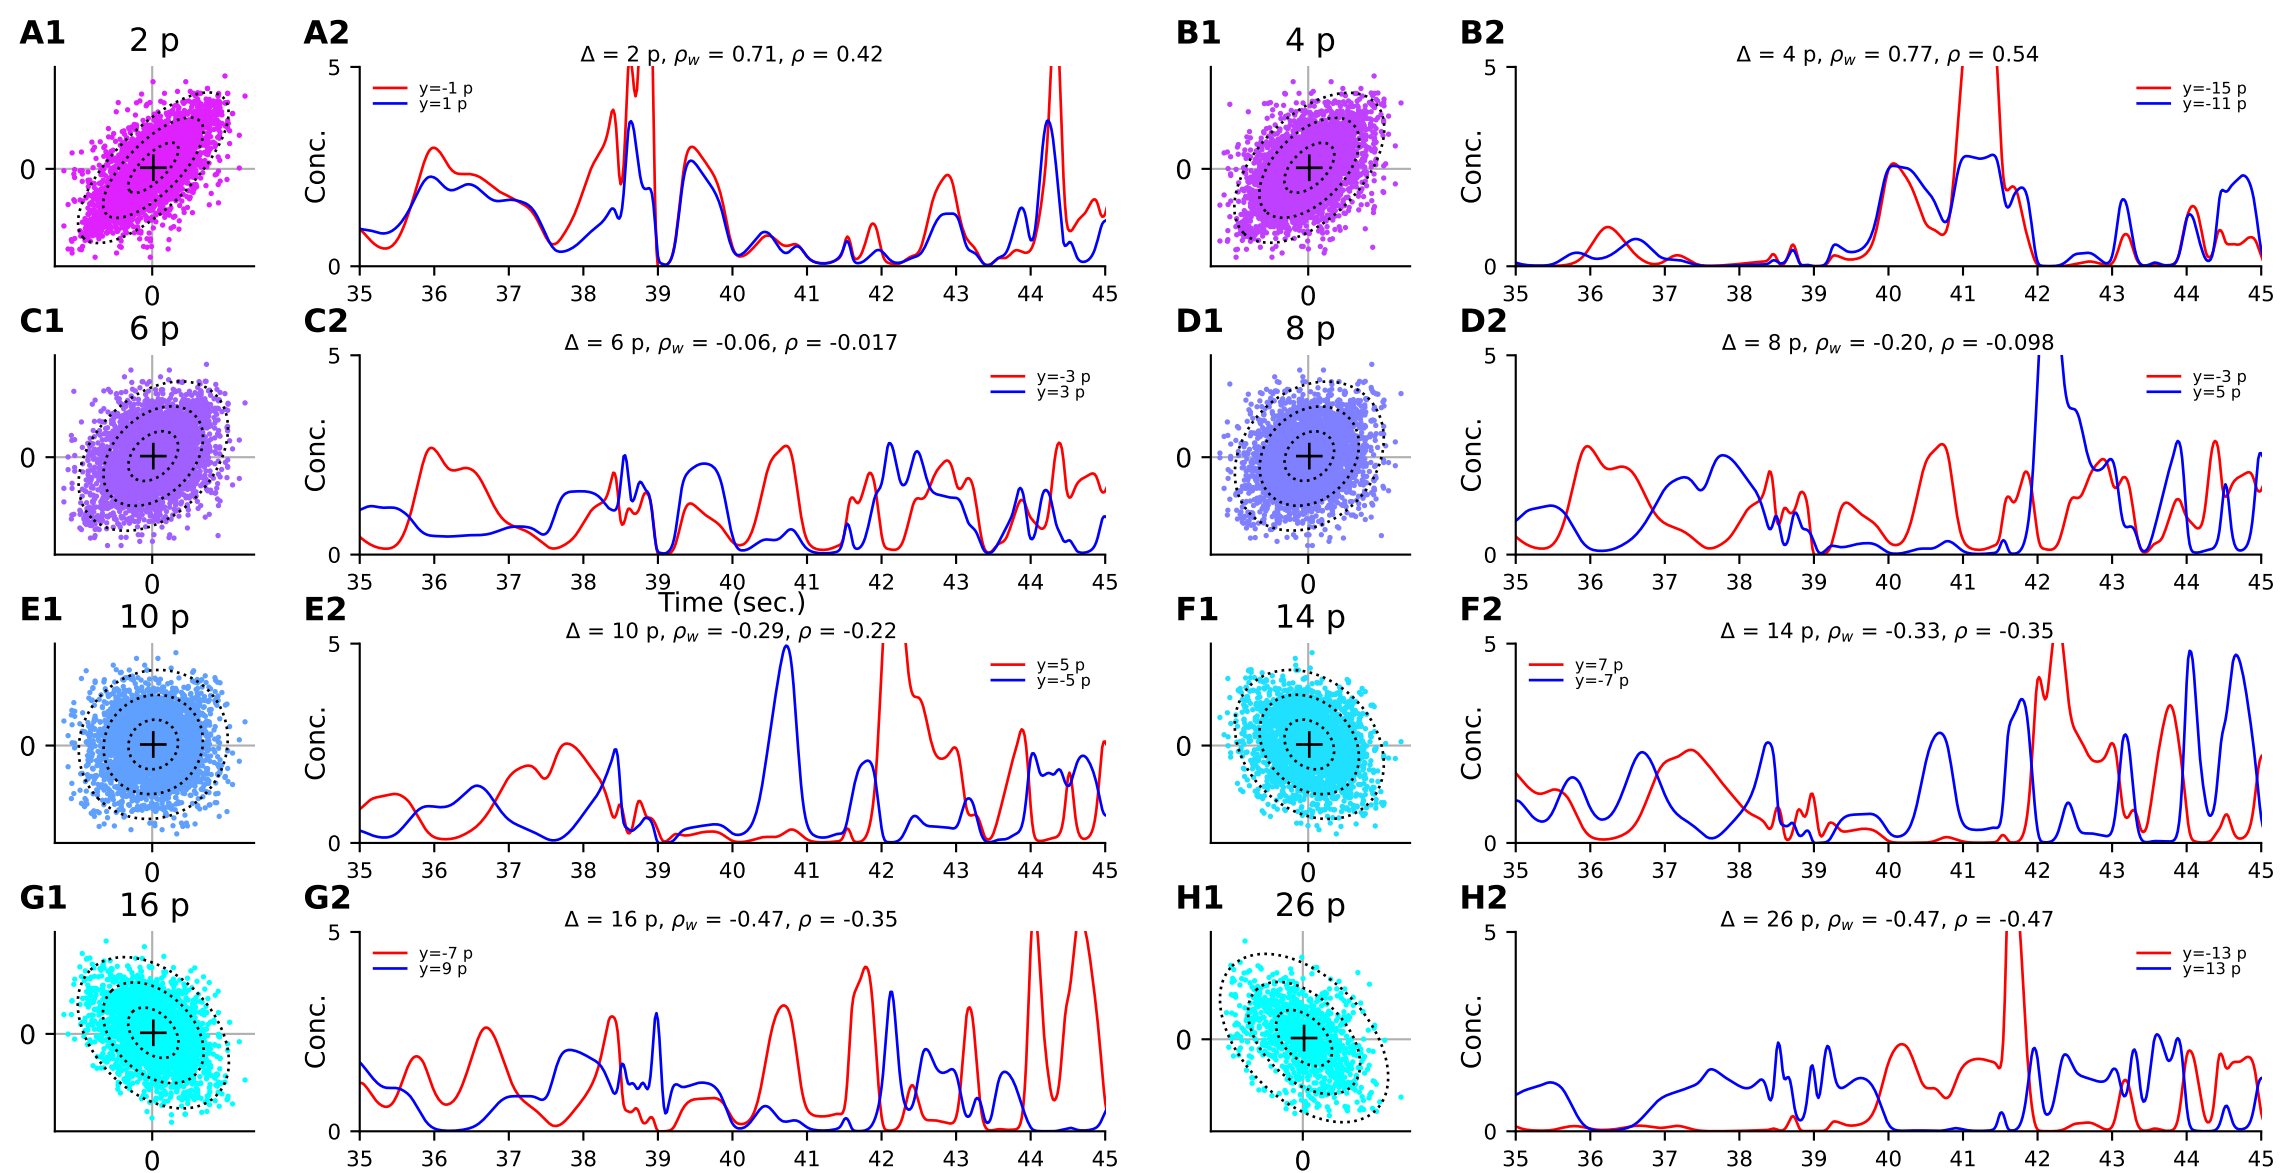 A1
2 p
0
0
A2
Δ = 2 p, ρw = 0.71, ρ = 0.42
y=-1 p
y=1 p
Conc.
5
0
35 36 37 38 39 40 41 42 43 44 45
B1
4 p
0
0
B2
Δ = 4 p, ρw = 0.77, ρ = 0.54
y=-15 p
y=-11 p
Conc.
5
0
35 36 37 38 39 40 41 42 43 44 45
C1
6 p
0
0
C2
Δ = 6 p, ρw = -0.06, ρ = -0.017
y=-3 p
y=3 p
Conc.
5
0
35 36 37 38 39 40 41 42 43 44 45
Time (sec.)
D1
8 p
0
0
D2
Δ = 8 p, ρw = -0.20, ρ = -0.098
y=-3 p
y=5 p
Conc.
5
0
35 36 37 38 39 40 41 42 43 44 45
E1
10 p
0
0
E2
Δ = 10 p, ρw = -0.29, ρ = -0.22
y=5 p
y=-5 p
Conc.
5
0
35 36 37 38 39 40 41 42 43 44 45
F1
14 p
0
0
F2
Δ = 14 p, ρw = -0.33, ρ = -0.35
y=7 p
y=-7 p
Conc.
5
0
35 36 37 38 39 40 41 42 43 44 45
G1
16 p
0
0
G2
Δ = 16 p, ρw = -0.47, ρ = -0.35
y=-7 p
y=9 p
Conc.
5
0
35 36 37 38 39 40 41 42 43 44 45
H1
26 p
0
0
H2
Δ = 26 p, ρw = -0.47, ρ = -0.47
y=-13 p
y=13 p
Conc.
5
0
35 36 37 38 39 40 41 42 43 44 45